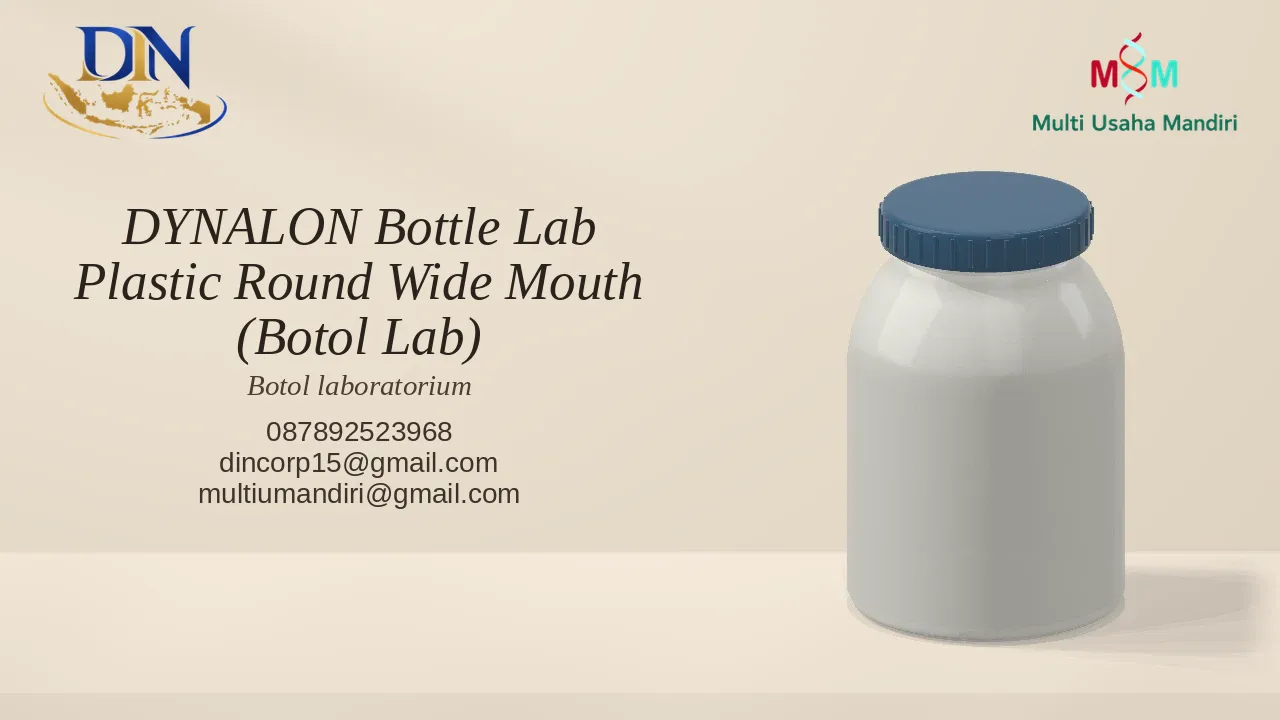 DN
M M
Multi Usaha Mandiri
DYNALON Bottle Lab
Plastic Round Wide Mouth
(Botol Lab)
Botol laboratorium
087892523968
dincorp15@gmail.com
multiumandiri@gmail.com